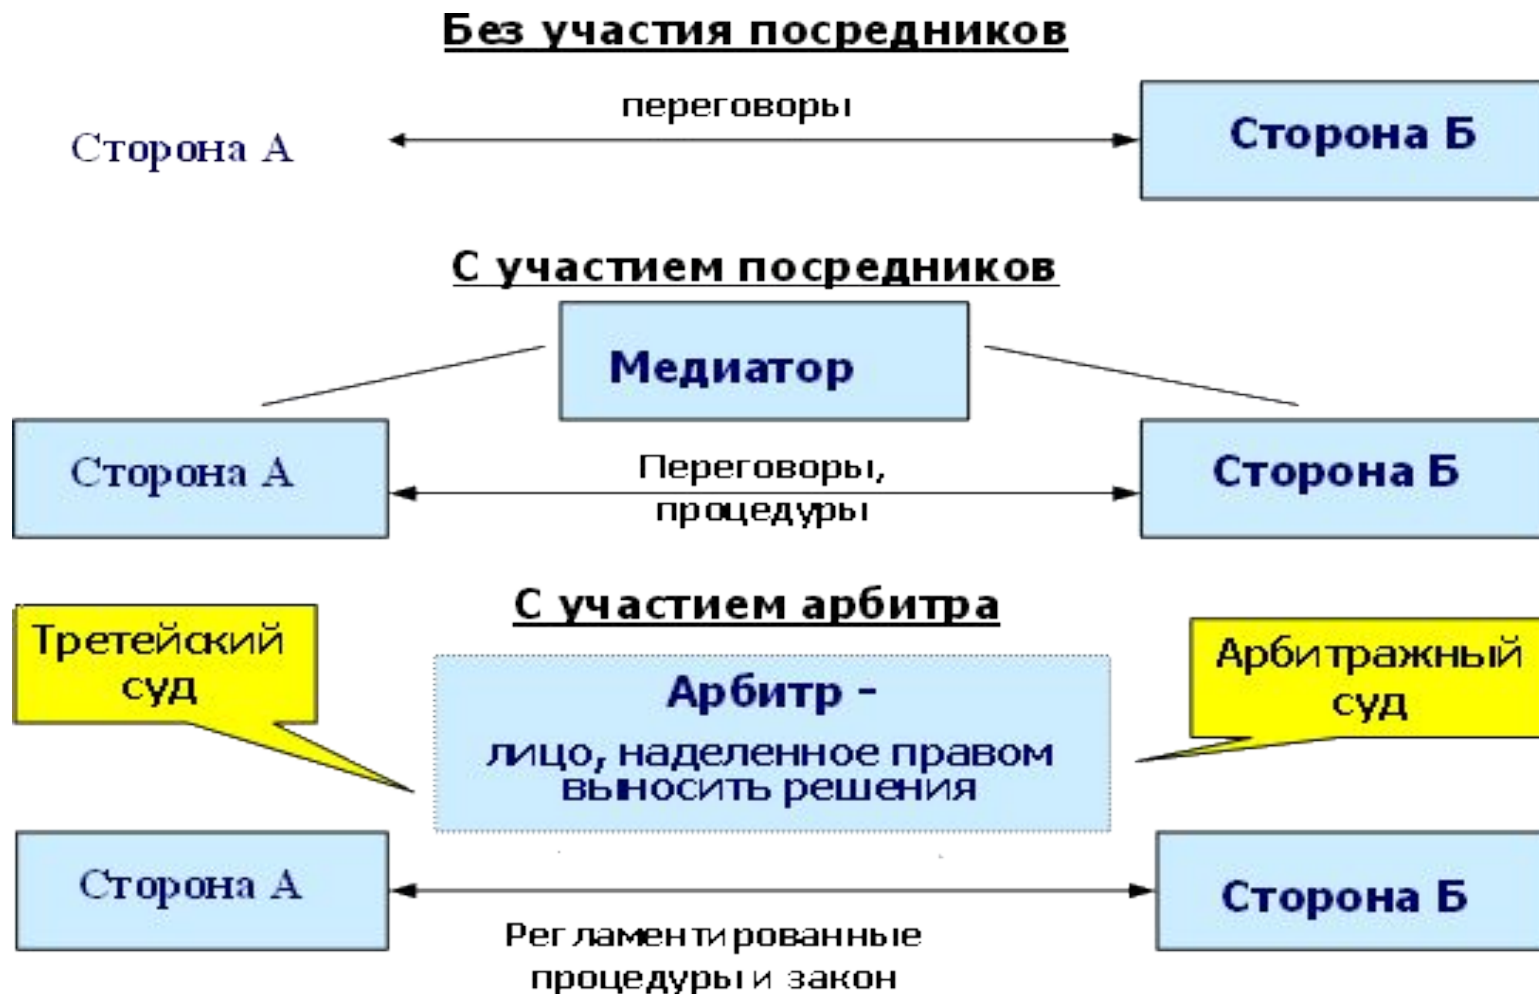 Без участия посредников
переговоры
Сторона А
Сторона Б
С участием посредников
Медиатор
Сторона А
Переговоры,
процедуры
Сторона Б
С участием арбитра
Третейский
суд
Арбитр -
лицо, наделенное правом
выносить решения
Арбитражный
суд
Сторона А
Сторона Б
Регламентированные
процедуры и закон